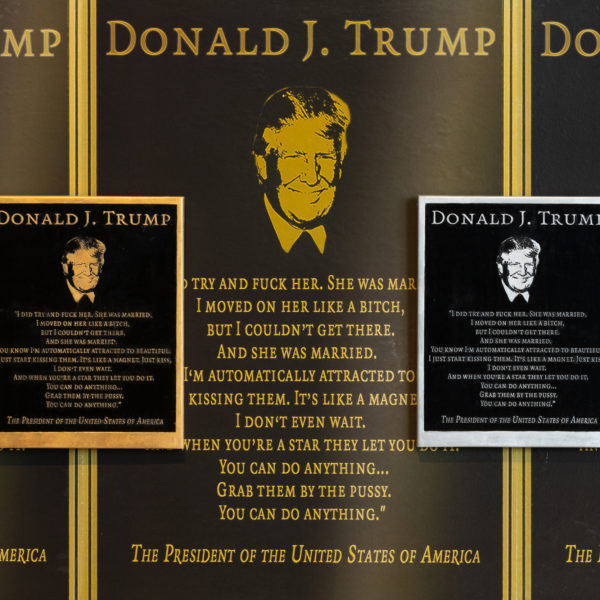 UMP
DONALD J. TRUMP
DO
DONALD J. TRUMP
"I DID TRY AND FUCK HER. SHE WAS MARRIED.
I MOVED ON HER LIKE A BITCH,
BUT I COULDN'T GET THERE.
AND SHE WAS MARRIED.
YOU KNOW I'M AUTOMATICALLY ATTRACTED TO BEAUTIFUL.
JUST START KISSING THEM. IT'S LIKE A MAGNET. JUST KISS.
I DON'T EVEN WAIT.
AND WHEN YOU'RE A STAR THEY LET YOU DO IT.
YOU CAN DO ANYTHING...
GRAB THEM BY THE PUSSY.
YOU CAN DO ANYTHING."
THE PRESIDENT OF THE UNITED STATES OF AMERICA
D TRY AND FUCK HER. SHE WAS MAR
I MOVED ON HER LIKE A BITCH,
BUT I COULDN'T GET THERE.
AND SHE WAS MARRIED.
I'M AUTOMATICALLY ATTRACTED TO
KISSING THEM. IT'S LIKE A MAGNE
I DON'T EVEN WAIT.
AND WHEN YOU'RE A STAR THEY LET YOU DO IT.
YOU CAN DO ANYTHING...
GRAB THEM BY THE PUSSY.
YOU CAN DO ANYTHING."
THE PRESIDENT OF THE UNITED STATES OF AMERICA
DONALD J. TRUMP
"I DID TRY AND FUCK HER. SHE WAS MARRIED.
I MOVED ON HER LIKE A BITCH,
BUT I COULDN'T GET THERE.
AND SHE WAS MARRIED.
YOU KNOW I'M AUTOMATICALLY ATTRACTED TO BEAUTIFUL.
I JUST START KISSING THEM. IT'S LIKE A MAGNET. JUST KISS.
I DON'T EVEN WAIT.
AND WHEN YOU'RE A STAR THEY LET YOU DO IT.
YOU CAN DO ANYTHING...
GRAB THEM BY THE PUSSY.
YOU CAN DO ANYTHING."
THE PRESIDENT OF THE UNITED STATES OF AMERICA
MERICA
THE